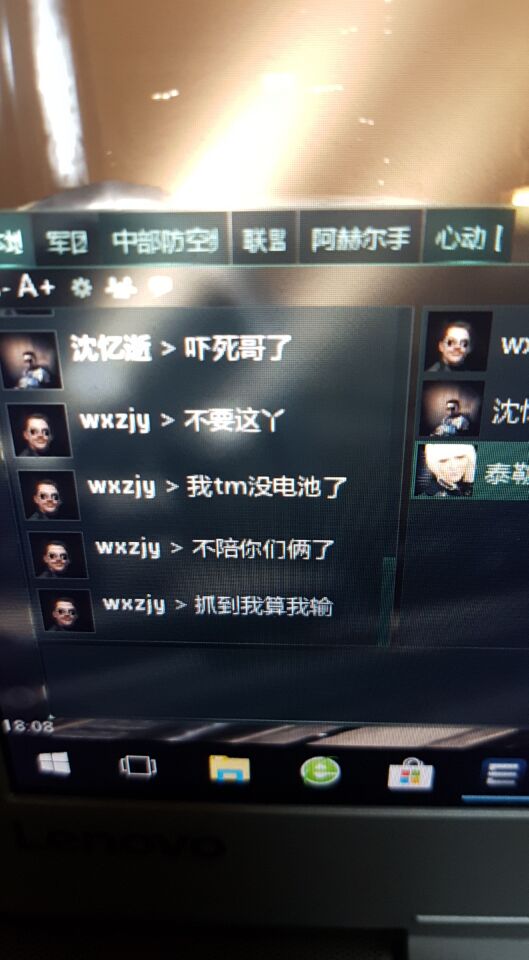 军团 中部防空 联盟 阿赫尔手 心动
A+
沈忆逝 > 吓死哥了
wxzjy > 不要这丫
wxzjy > 我tm没电池了
wxzjy > 不陪你们俩了
wxzjy > 抓到我算我输
wx
沈忆
泰勒
18:08
Lenovo